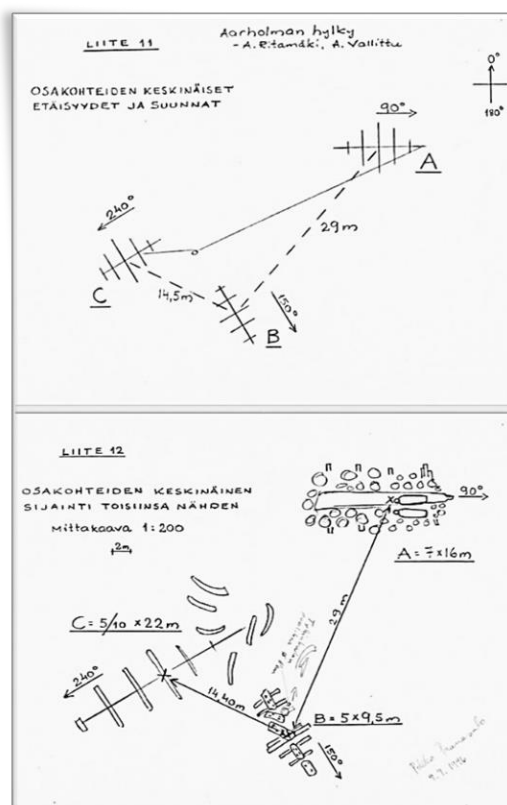 LIITE 11
Aarholman hylky
- A. Ritamäki, A. Vallittu
OSAKOHTEIDEN KESKINÄISET
ETÄISYYDET JA SUUNNAT
0°
180°
90°
A
29m
240°
C
14,5m
150°
B
LIITE 12
OSAKOHTEIDEN KESKINÄINEN
SIJAINTI TOISIINSA NÄHDEN
Mittakaava 1:200
2m
90°
A = 7×16m
29 m
C = 5/10 × 22m
240°
14,40m
B = 5×9,5m
150°